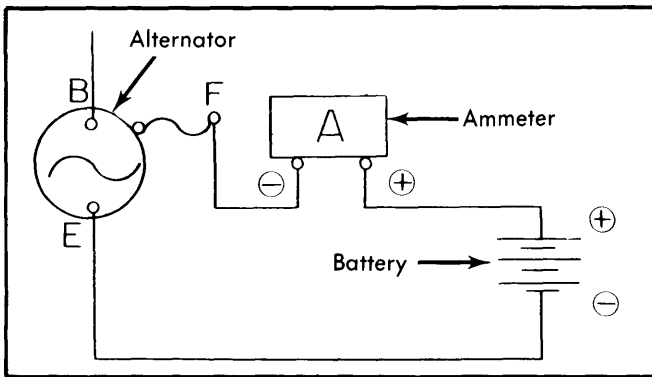 Alternator
B
F
A
Ammeter
⊖
⊕
E
⊕
Battery
⊖